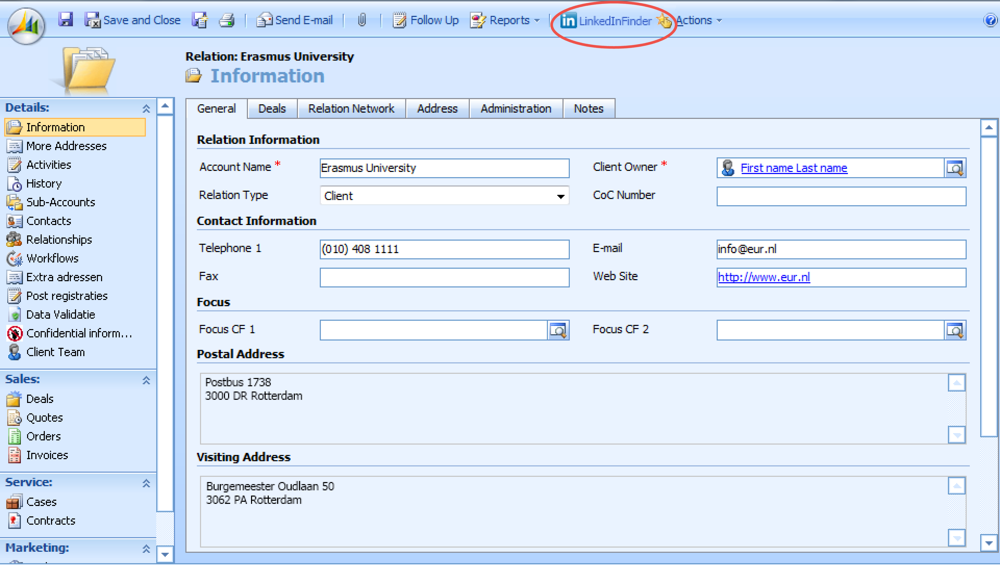 Save and Close Send E-mail Follow Up Reports in LinkedInFinder Actions
Relation: Erasmus University
Information
Details:
Information
More Addresses
Activities
History
Sub-Accounts
Contacts
Relationships
Workflows
Extra adressen
Post registraties
Data Validatie
Confidential inform...
Client Team
Sales:
Deals
Quotes
Orders
Invoices
Service:
Cases
Contracts
Marketing:
General Deals Relation Network Address Administration Notes
Relation Information
Account Name * Erasmus University Client Owner * First name Last name
Relation Type Client CoC Number
Contact Information
Telephone 1 (010) 408 1111 E-mail info@eur.nl
Fax Web Site http://www.eur.nl
Focus
Focus CF 1 Focus CF 2
Postal Address
Postbus 1738
3000 DR Rotterdam
Visiting Address
Burgemeester Oudlaan 50
3062 PA Rotterdam